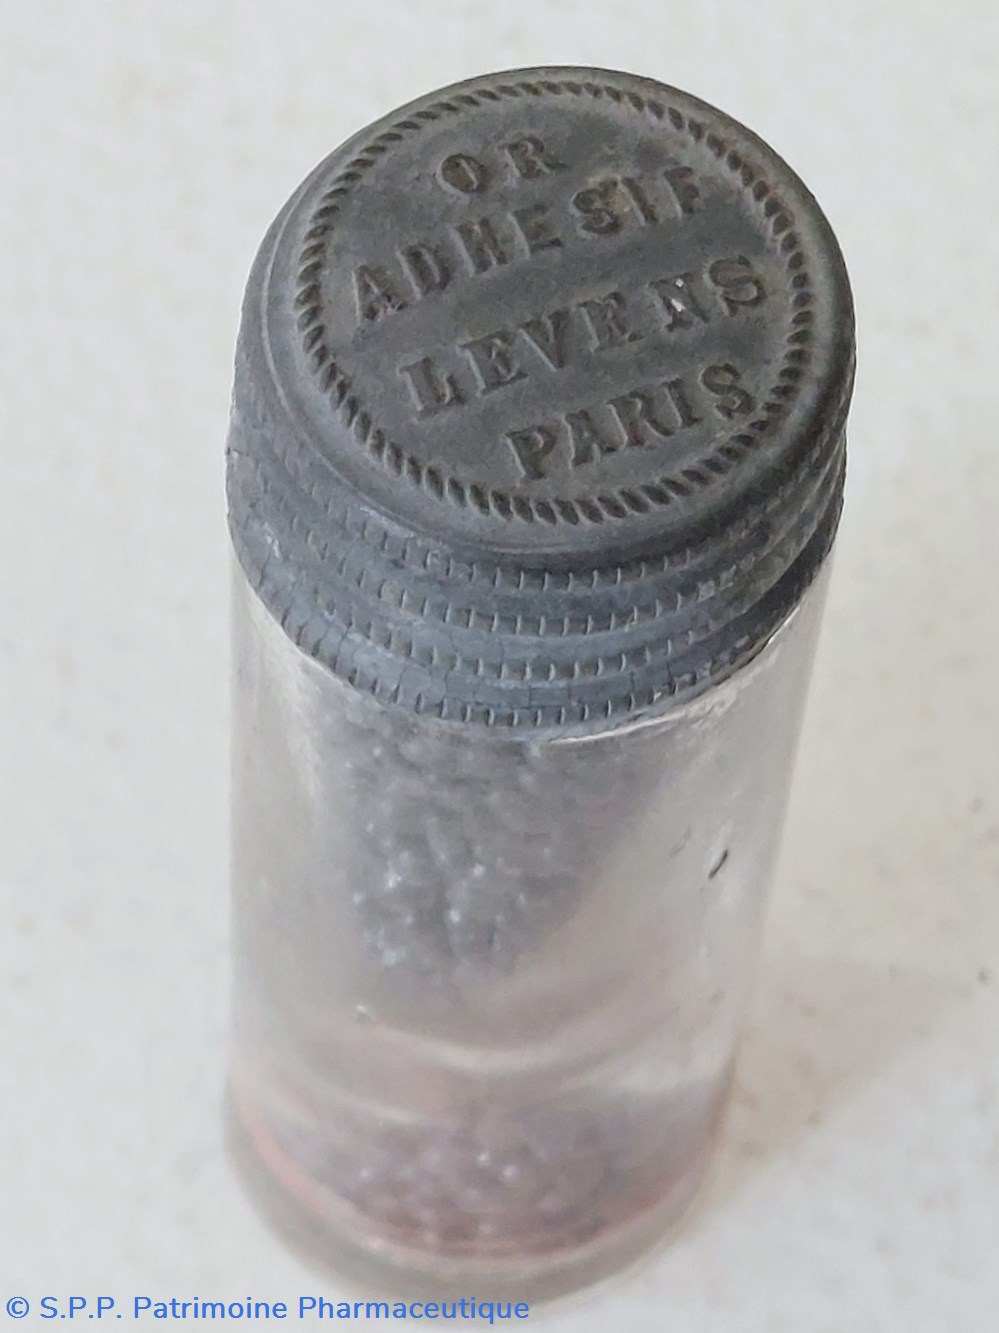 OR
ADHESIF
LEVENS
PARIS
© S.P.P. Patrimoine Pharmaceutique